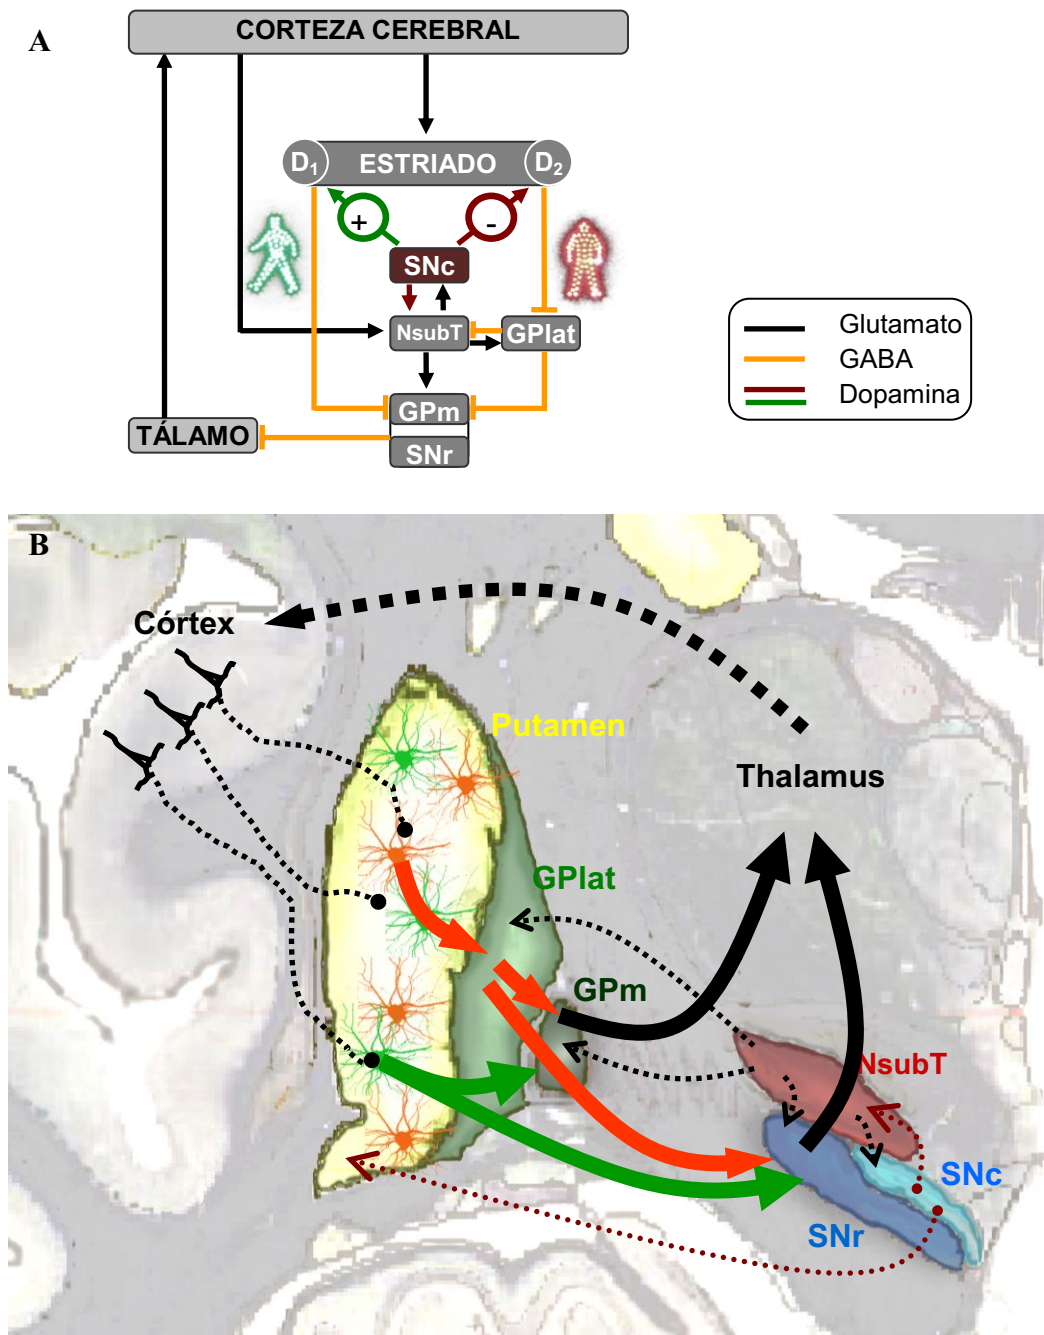 A
CORTEZA CEREBRAL
D1 ESTRIADO D2
+ -
SNc
NsubT GPlat
GPm
TÁLAMO
SNr
Glutamato
GABA
Dopamina
B
Córtex
Putamen
Thalamus
GPlat
GPm
NsubT
SNc
SNr